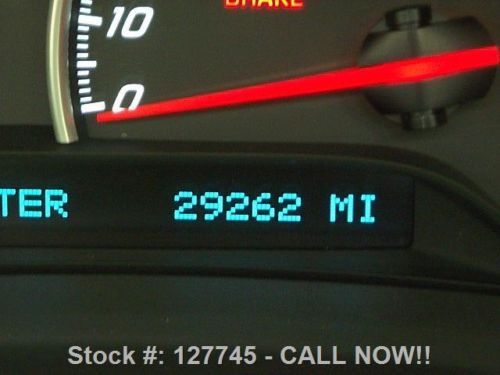 BRAKE
10
0
TER 29262 MI
Stock #: 127745 - CALL NOW!!